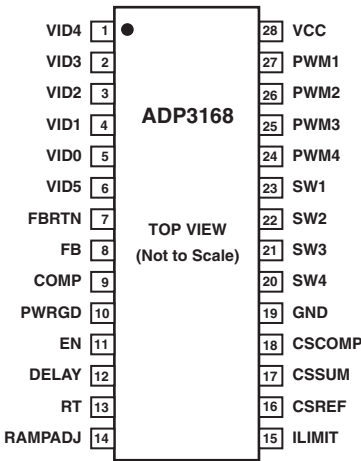 VID4 1 28 VCC
VID3 2 27 PWM1
VID2 3 26 PWM2
VID1 4 25 PWM3
VID0 5 24 PWM4
VID5 6 23 SW1
FBRTN 7 22 SW2
FB 8 21 SW3
COMP 9 20 SW4
PWRGD 10 19 GND
EN 11 18 CSCOMP
DELAY 12 17 CSSUM
RT 13 16 CSREF
RAMPADJ 14 15 ILIMIT
ADP3168
TOP VIEW
(Not to Scale)